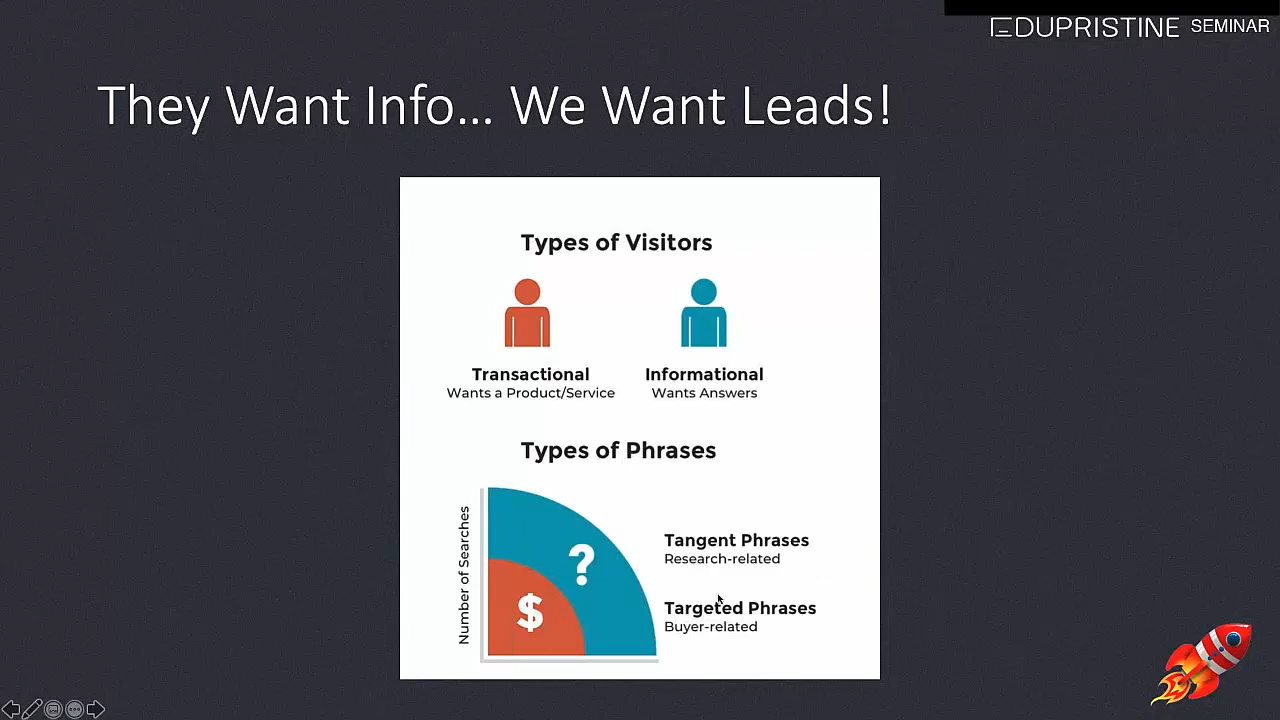 EDUPRISTINE SEMINAR
They Want Info... We Want Leads!
Types of Visitors
Transactional
Wants a Product/Service
Informational
Wants Answers
Types of Phrases
Number of Searches
?
$
Tangent Phrases
Research-related
Targeted Phrases
Buyer-related